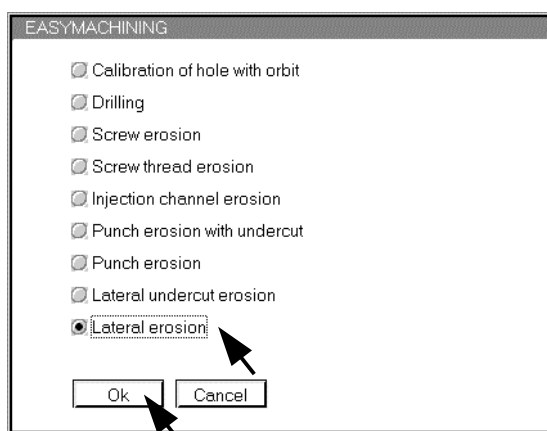 EASYMACHINING
Calibration of hole with orbit
Drilling
Screw erosion
Screw thread erosion
Injection channel erosion
Punch erosion with undercut
Punch erosion
Lateral undercut erosion
Lateral erosion
Ok Cancel